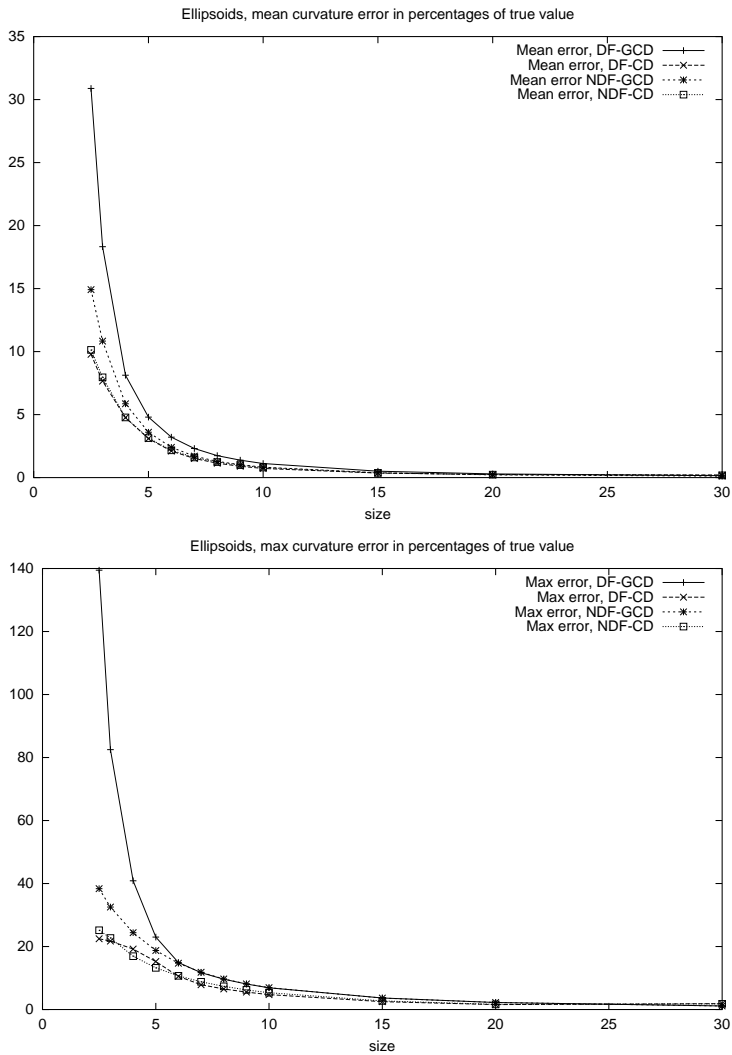 Ellipsoids, mean curvature error in percentages of true value
35
30
25
20
15
10
5
0
Mean error, DF-GCD
Mean error, DF-CD
Mean error NDF-GCD
Mean error, NDF-CD
0 5 10 15 20 25 30
size
Ellipsoids, max curvature error in percentages of true value
140
120
100
80
60
40
20
0
Max error, DF-GCD
Max error, DF-CD
Max error, NDF-GCD
Max error, NDF-CD
0 5 10 15 20 25 30
size